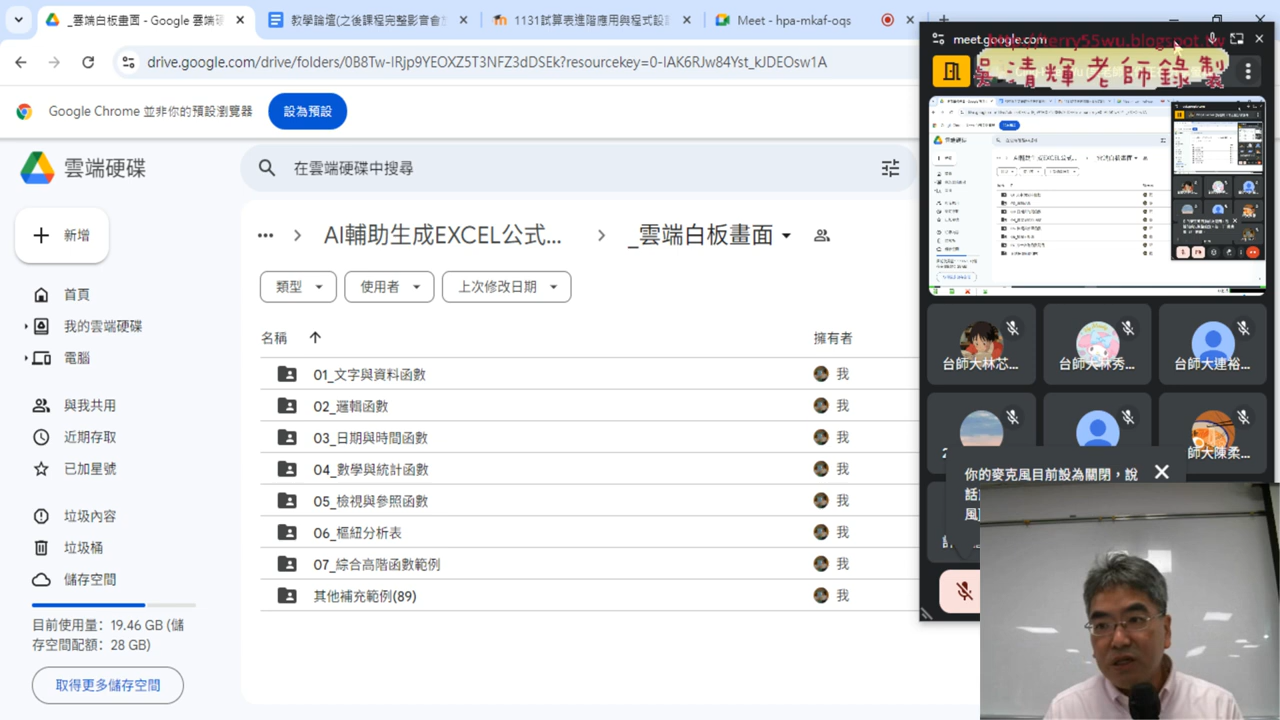 _雲端白板畫面 - Google 雲端硬
教學論壇(之後課程完整影音會
1131試算表進階應用與程式設
Meet - hpa-mkaf-oqs
drive.google.com/drive/folders/0Bw
Google Chrome 並非你的預設瀏覽器
設為預設
雲端硬碟
在雲端硬碟中搜尋
新增
首頁
我的雲端硬碟
電腦
與我共用
近期存取
已加星號
垃圾內容
垃圾桶
儲存空間
目前使用量：19.46 GB (儲
存空間配額：28 GB)
取得更多儲存空間
AI輔助生成EXCEL公式...
_雲端白板畫面
類型
使用者
上次修改日期
名稱
擁有者
01_文字與資料函數
我
02_邏輯函數
我
03_日期與時間函數
我
04_數學與統計函數
我
05_檢視與參照函數
我
06_樞紐分析表
我
07_綜合高階函數範例
我
其他補充範例(89)
我
meet.google.com
http://terry55wu.blogspot.tw
吳清輝老師錄製
台師大林芯...
台師大林秀...
台師大連裕...
師大陳柔...
你的麥克風目前設為關閉，說
話
風